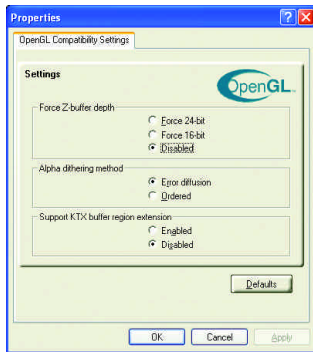 Properties
OpenGL Compatibility Settings
Settings
OpenGL
Force Z-buffer depth
Force 24-bit
Force 16-bit
Disabled
Alpha dithering method
Error diffusion
Ordered
Support KTX buffer region extension
Enabled
Disabled
Defaults
OK Cancel Apply